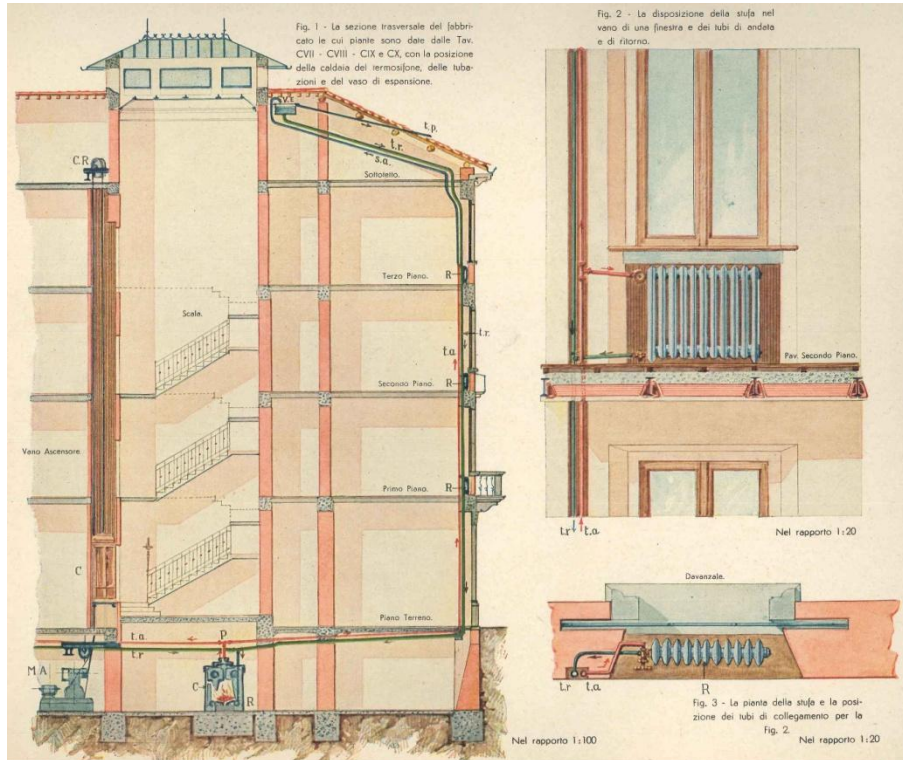 Fig. 1 - La sezione trasversale del fabbri-
cato le cui piante sono date dalle Tav.
CVII - CVIII - CIX e CX, con la posizione
della caldaia del termosifone, delle tuba-
zioni e del vaso di espansione.
V.E.
t.p.
t.r.
s.a.
C.R
Sottotetto.
R
Terzo Piano.
Scala.
t.r.
t.a
Secondo Piano.
R
Vano Ascensore.
Primo Piano.
R
C
Piano Terreno.
t.a.
P
t.r
M A
C
R
Nel rapporto 1:100
Fig. 2 - La disposizione della stufa nel
vano di una finestra e dei tubi di andata
e di ritorno.
Pav. Secondo Piano.
t.r
t.a.
Nel rapporto 1:20
Davanzale.
t.r
t.a
R
Fig. 3 - La pianta della stufa e la posi-
zione dei tubi di collegamento per la
Fig. 2.
Nel rapporto 1:20